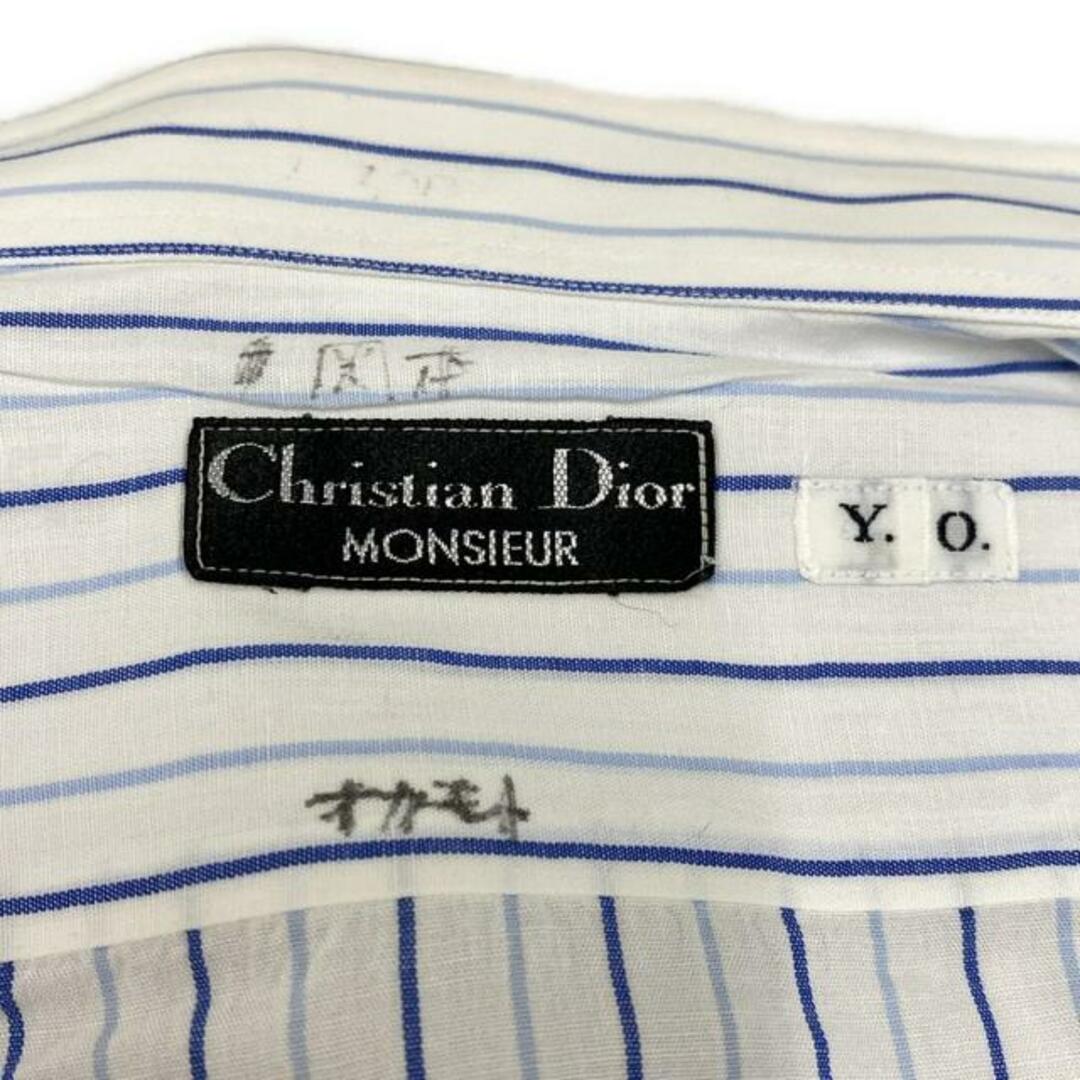 Christian Dior
MONSIEUR
Y. O.
オカモト